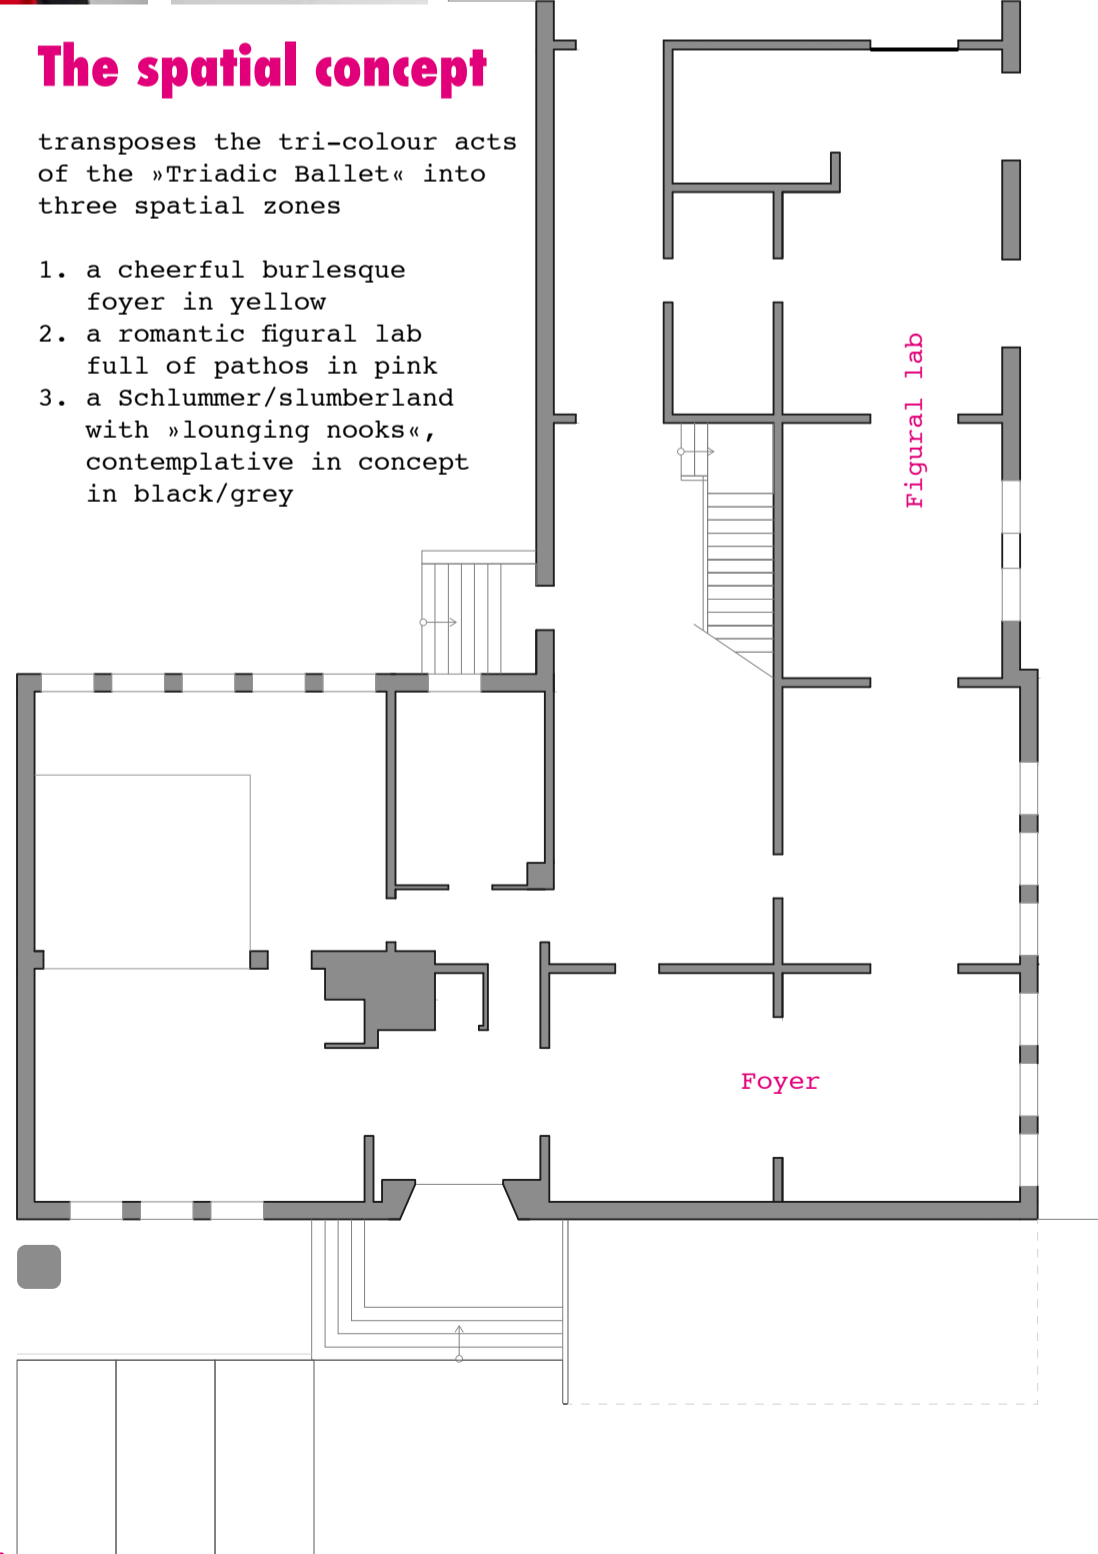 The spatial concept
transposes the tri-colour acts
of the »Triadic Ballet« into
three spatial zones
1. a cheerful burlesque
foyer in yellow
2. a romantic figural lab
full of pathos in pink
3. a Schlummer/slumberland
with »lounging nooks«,
contemplative in concept
in black/grey
Figural lab
Foyer